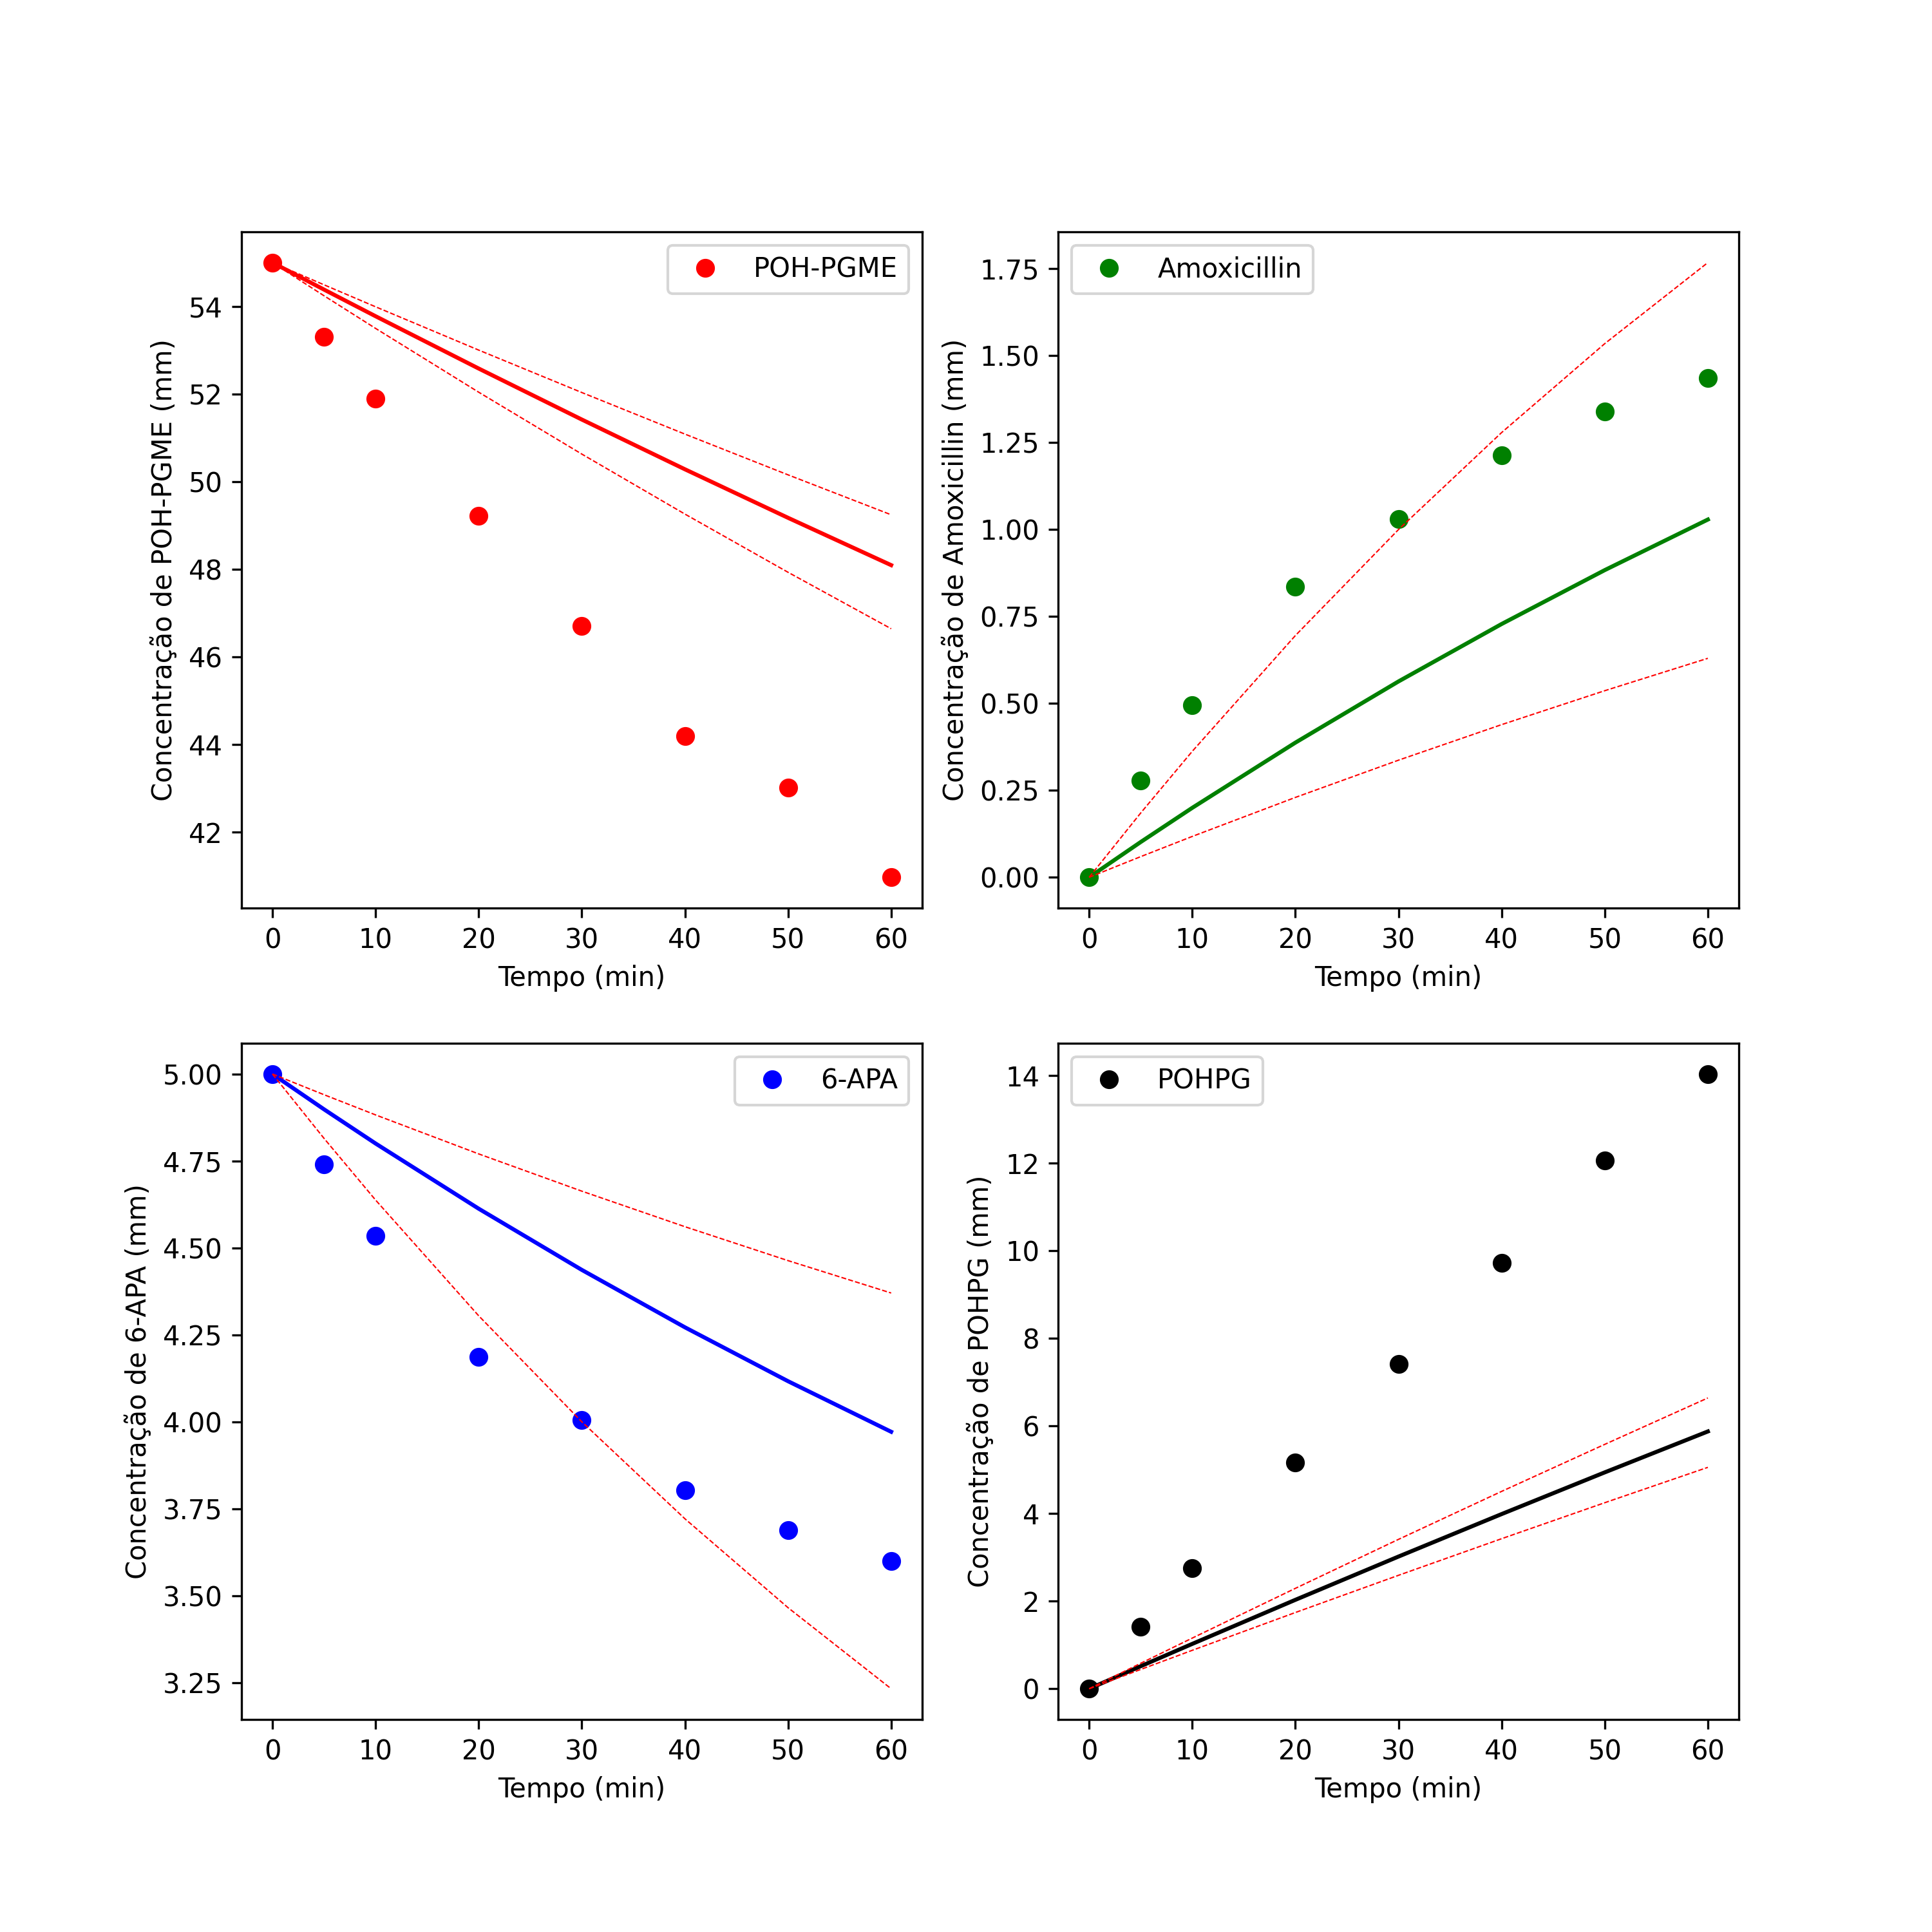 POH-PGME
Concentração de POH-PGME (mm)
54
52
50
48
46
44
42
0 10 20 30 40 50 60
Tempo (min)
Amoxicillin
Concentração de Amoxicillin (mm)
1.75
1.50
1.25
1.00
0.75
0.50
0.25
0.00
0 10 20 30 40 50 60
Tempo (min)
6-APA
Concentração de 6-APA (mm)
5.00
4.75
4.50
4.25
4.00
3.75
3.50
3.25
0 10 20 30 40 50 60
Tempo (min)
POHPG
Concentração de POHPG (mm)
14
12
10
8
6
4
2
0
0 10 20 30 40 50 60
Tempo (min)